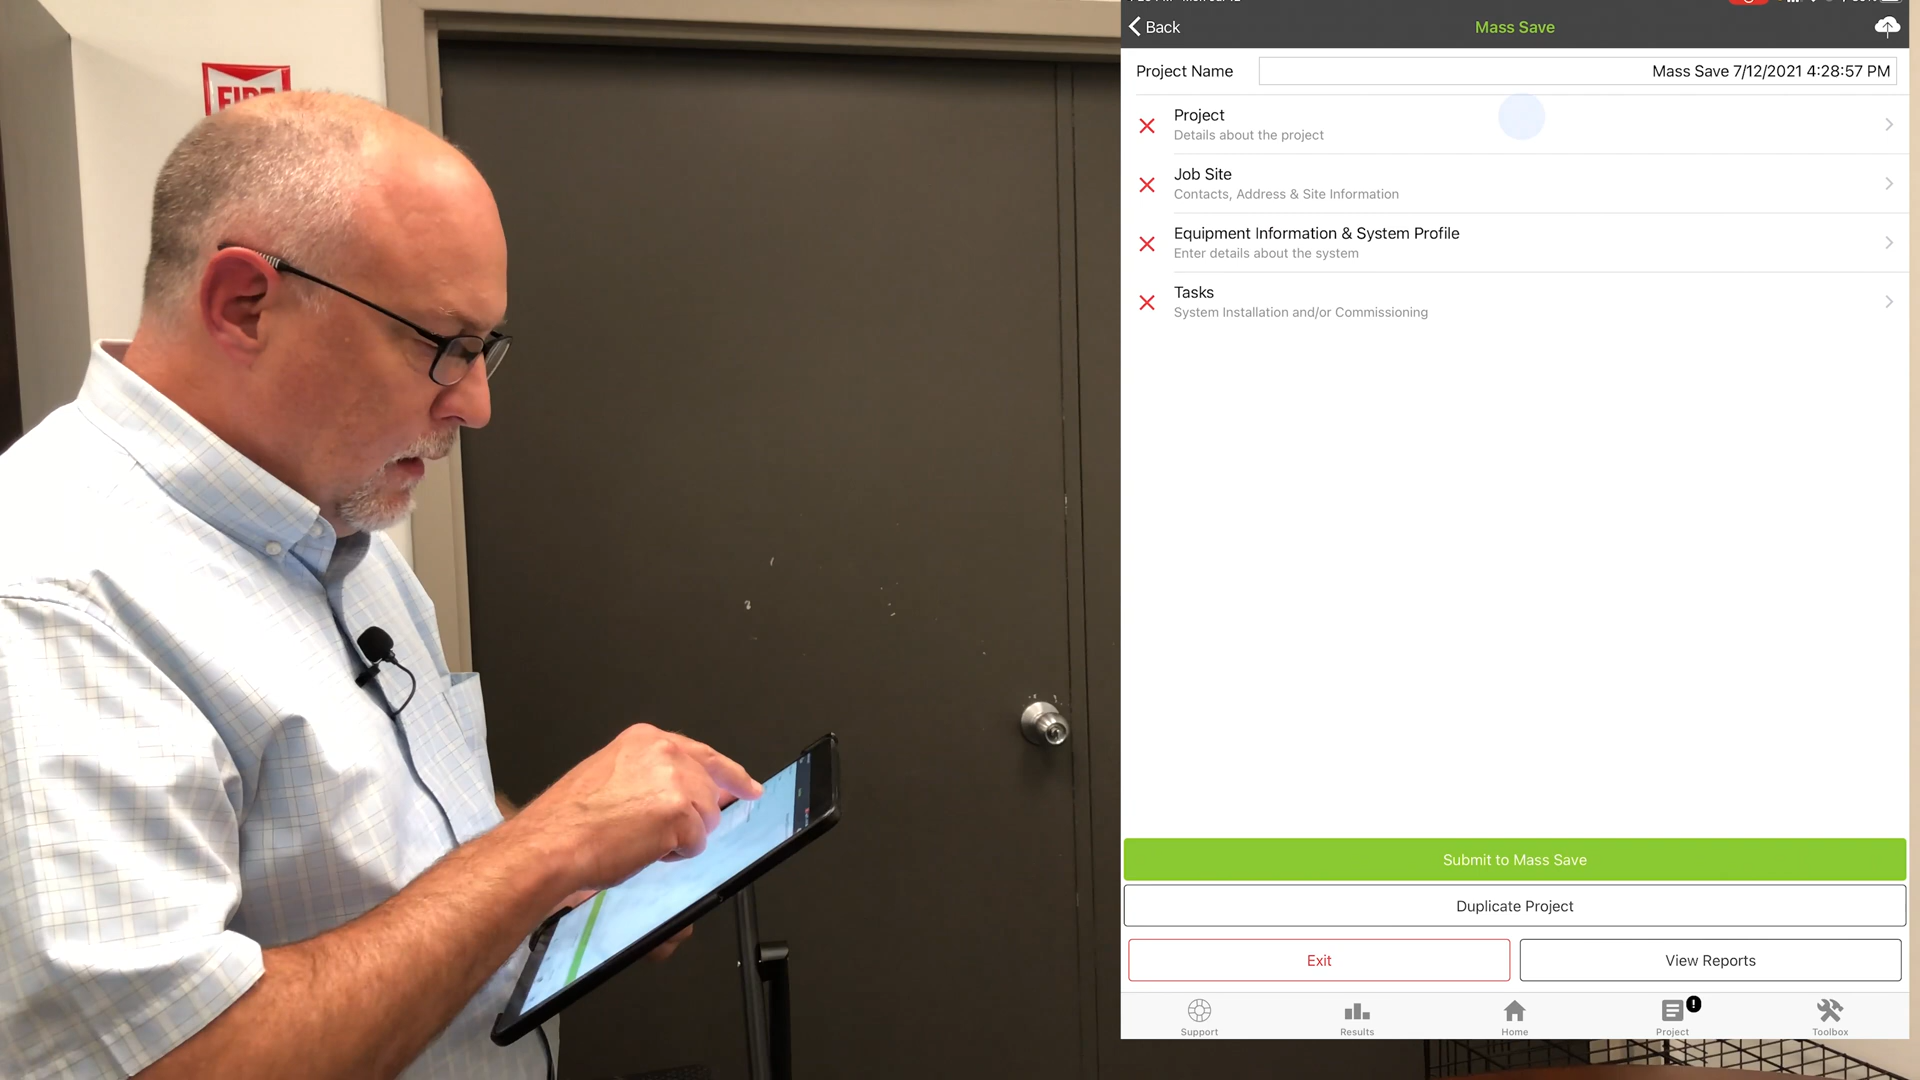 FIRE
Back
Mass Save
Project Name
Mass Save 7/12/2021 4:28:57 PM
Project
Details about the project
Job Site
Contacts, Address & Site Information
Equipment Information & System Profile
Enter details about the system
Tasks
System Installation and/or Commissioning
Submit to Mass Save
Duplicate Project
Exit
View Reports
Support
Results
Home
Project
!
Toolbox